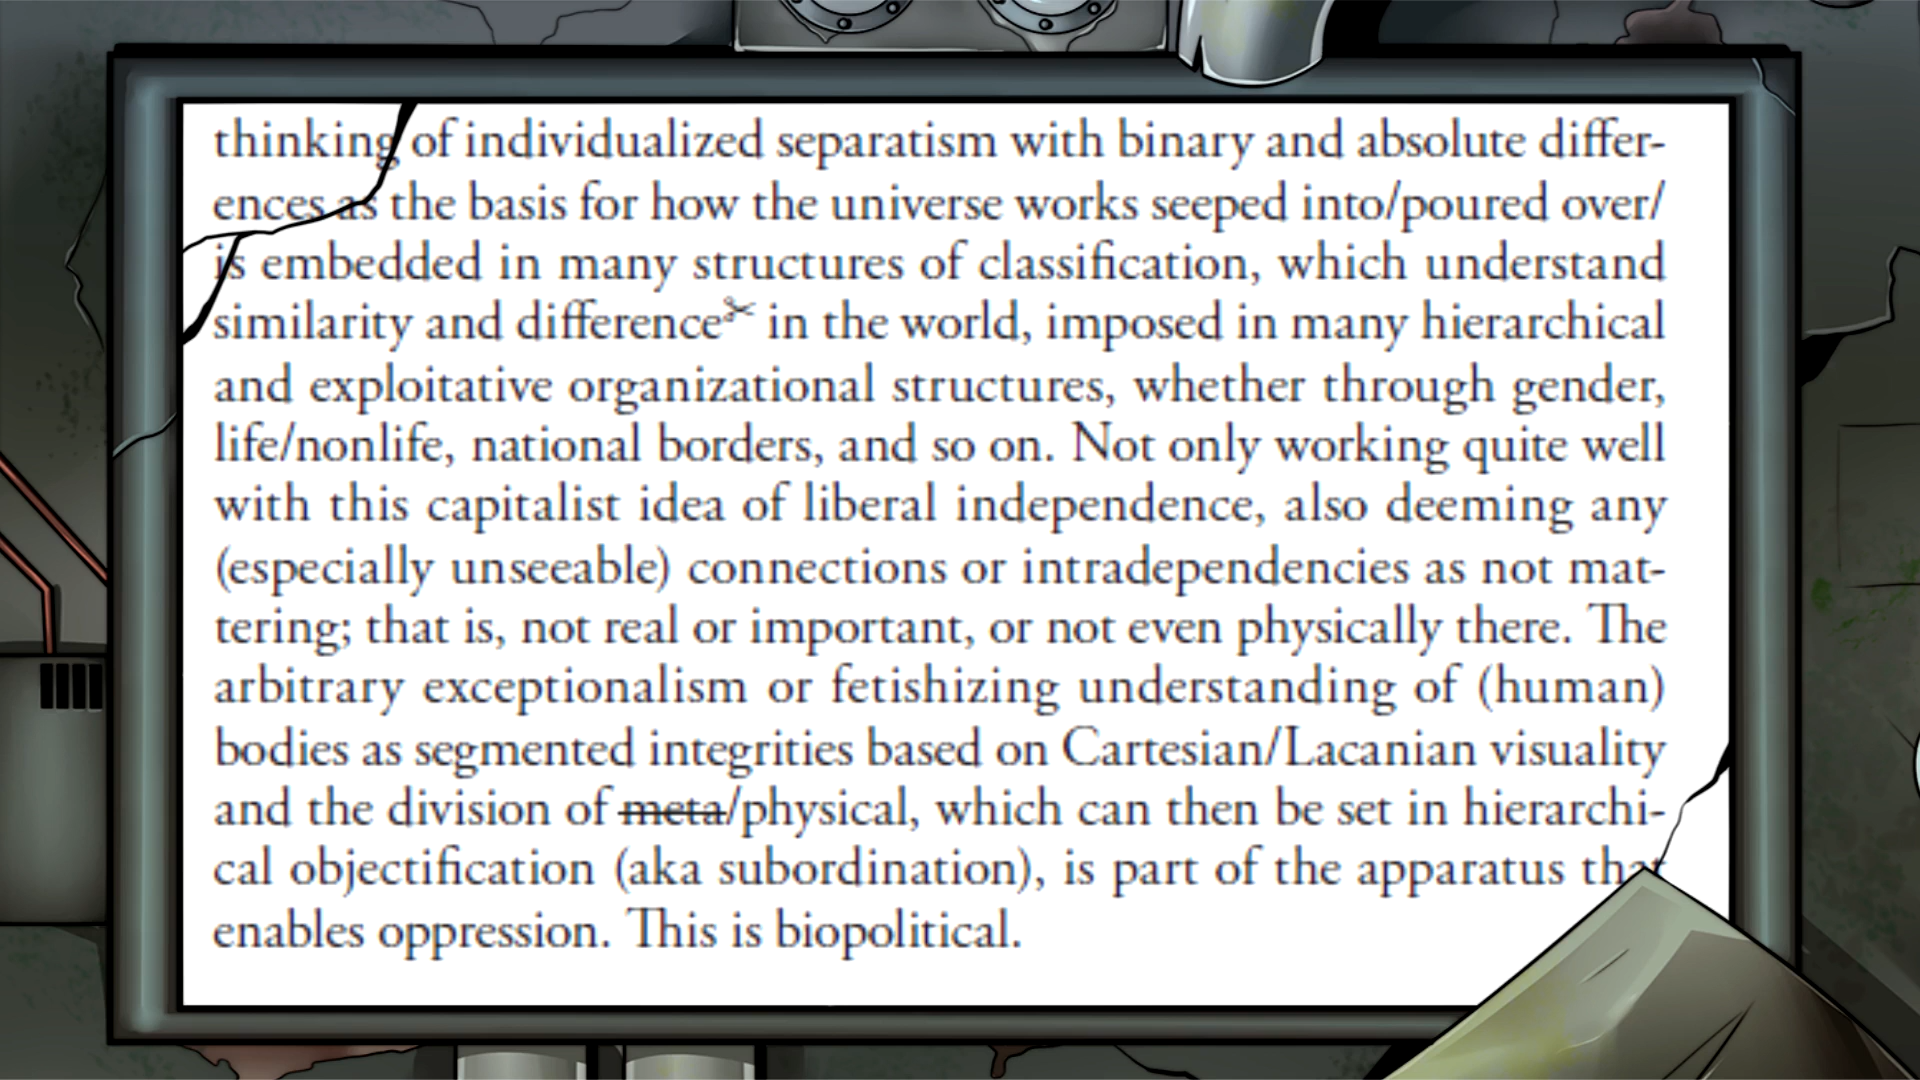 thinking of individualized separatism with binary and absolute differ-
ences as the basis for how the universe works seeped into/poured over/
is embedded in many structures of classification, which understand
similarity and difference✂ in the world, imposed in many hierarchical
and exploitative organizational structures, whether through gender,
life/nonlife, national borders, and so on. Not only working quite well
with this capitalist idea of liberal independence, also deeming any
(especially unseeable) connections or intradependencies as not mat-
tering; that is, not real or important, or not even physically there. The
arbitrary exceptionalism or fetishizing understanding of (human)
bodies as segmented integrities based on Cartesian/Lacanian visuality
and the division of meta/physical, which can then be set in hierarchi-
cal objectification (aka subordination), is part of the apparatus that
enables oppression. This is biopolitical.